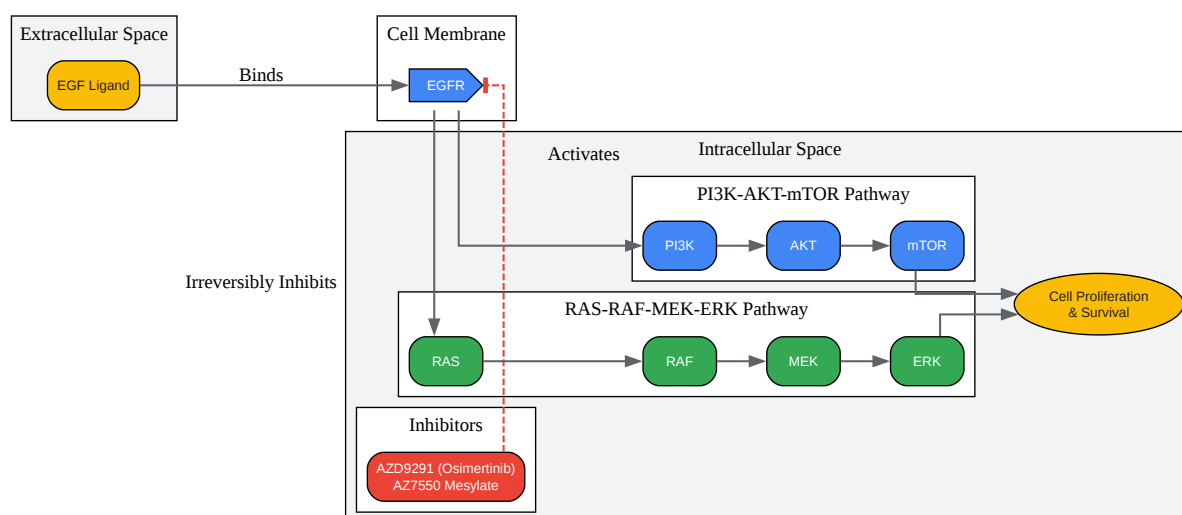 Extracellular Space
Cell Membrane
EGF Ligand
Binds
EGFR
Activates
Intracellular Space
PI3K-AKT-mTOR Pathway
PI3K
AKT
mTOR
Irreversibly Inhibits
Cell Proliferation
& Survival
RAS-RAF-MEK-ERK Pathway
RAS
RAF
MEK
ERK
Inhibitors
AZD9291 (Osimertinib)
AZ7550 Mesylate